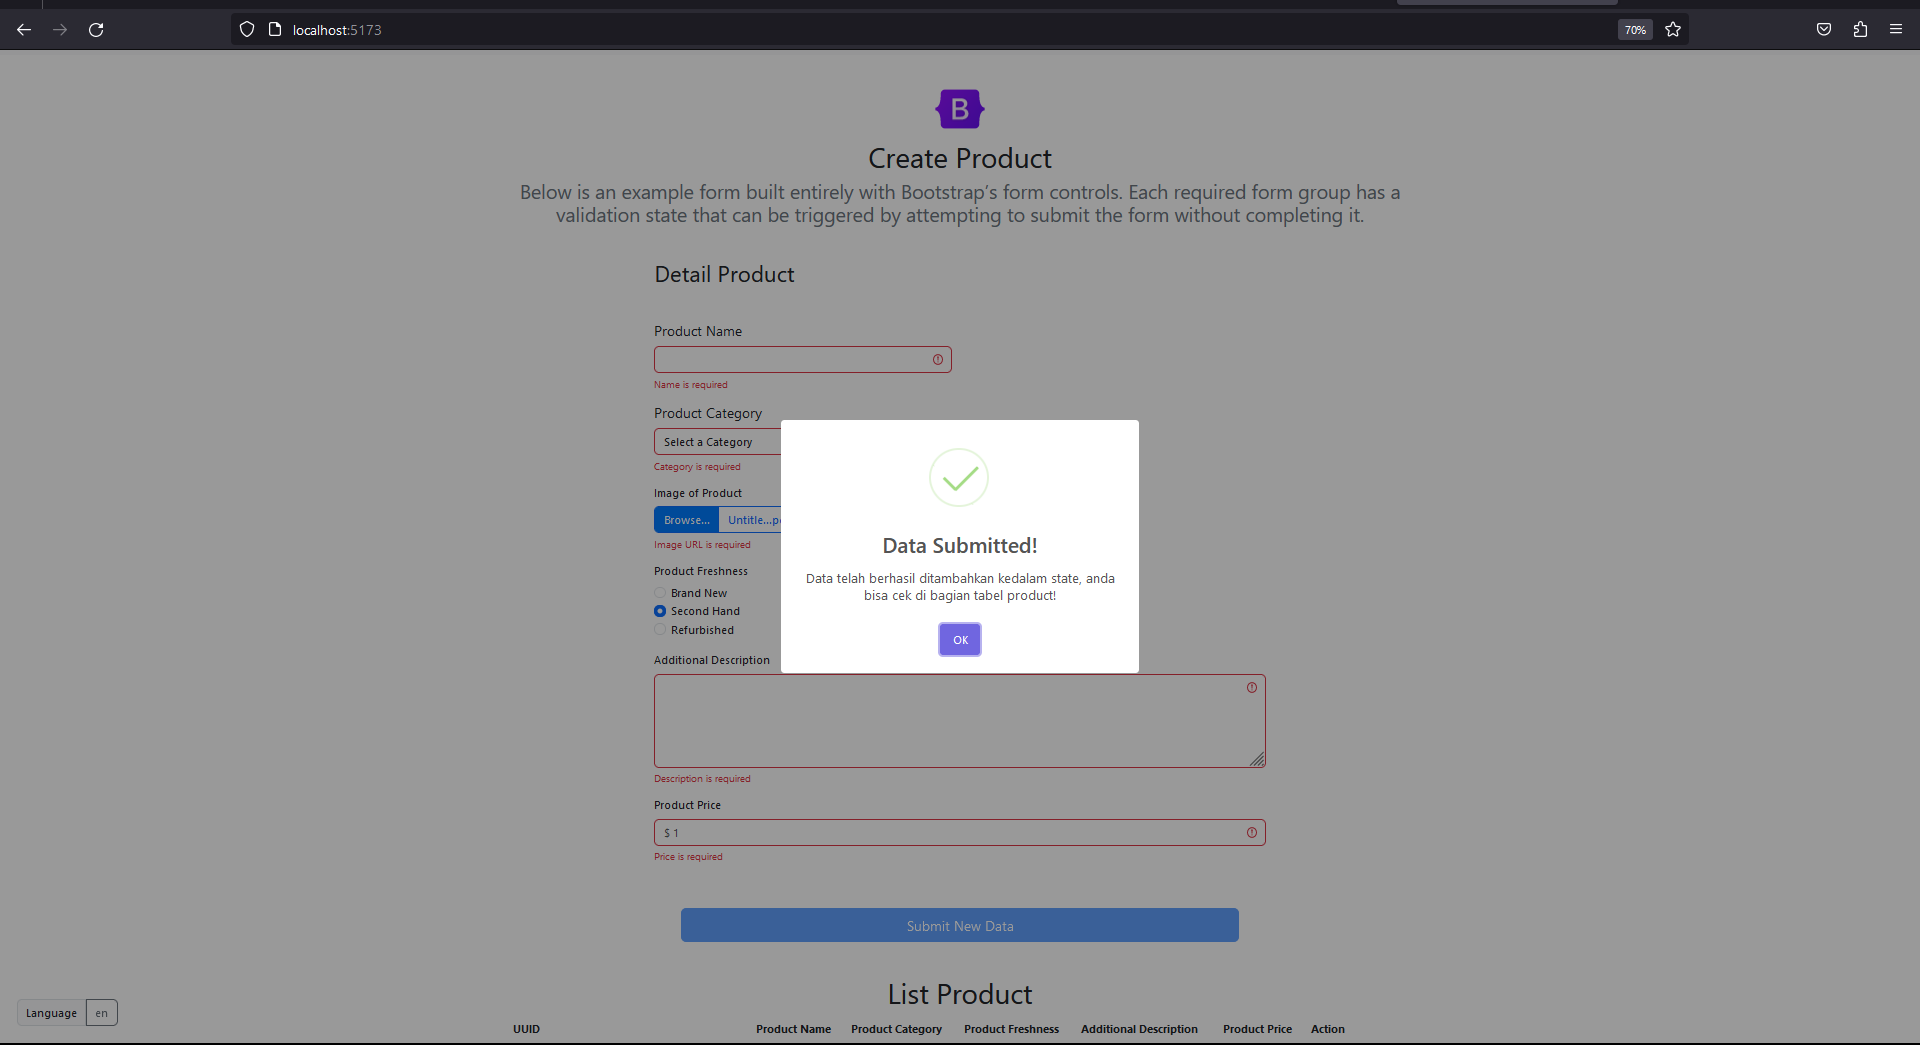 localhost:5173
70%
B
Create Product
Below is an example form built entirely with Bootstrap's form controls. Each required form group has a
validation state that can be triggered by attempting to submit the form without completing it.
Detail Product
Product Name
Name is required
Product Category
Select a Category
Category is required
Image of Product
Browse...
Untitle...p
Image URL is required
Product Freshness
Brand New
Second Hand
Refurbished
Data Submitted!
Data telah berhasil ditambahkan kedalam state, anda
bisa cek di bagian tabel product!
OK
Additional Description
Description is required
Product Price
$ 1
Price is required
Submit New Data
List Product
Language en
UUID Product Name Product Category Product Freshness Additional Description Product Price Action